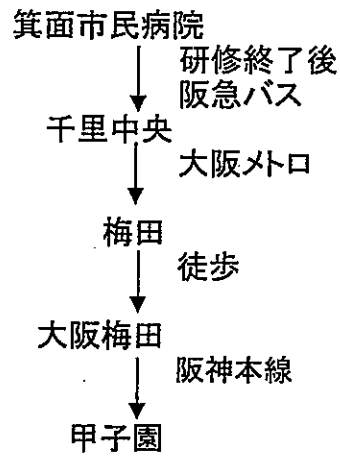 箕面市民病院
研修終了後
阪急バス
千里中央
大阪メトロ
梅田
徒歩
大阪梅田
阪神本線
甲子園